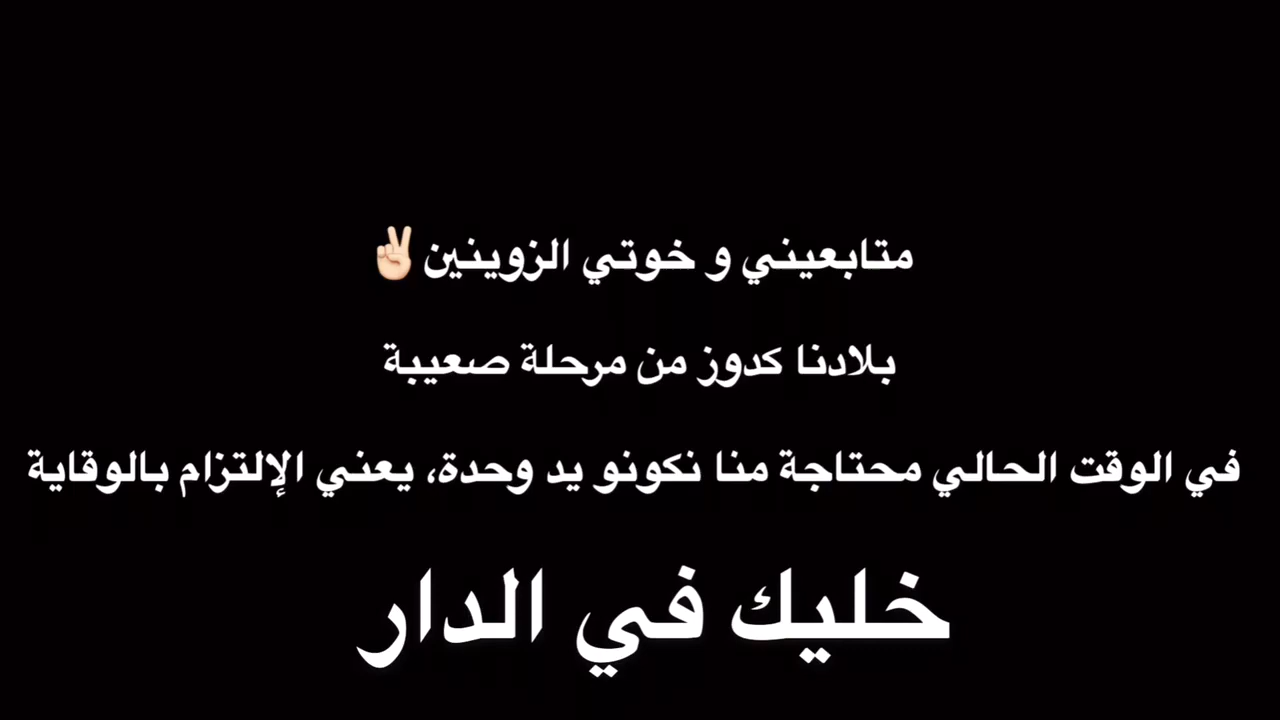 متابعيني و خوتي الزوينين✌🏻
بلادنا كدوز من مرحلة صعيبة
في الوقت الحالي محتاجة منا نكونو يد وحدة، يعني الإلتزام بالوقاية
خليك في الدار